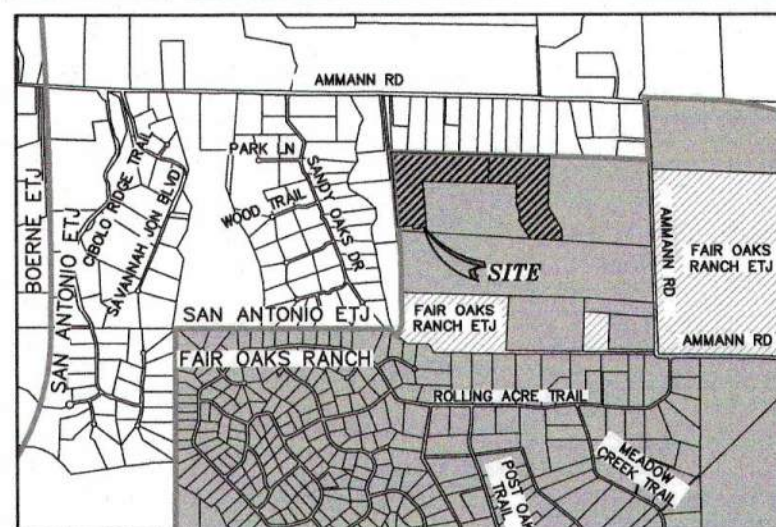 AMMANN RD
PARK LN
SANDY OAKS DR
WOOD TRAIL
CIBOLO RIDGE TRAIL
SAVANNAH JON BLVD
BOERNE ETJ
SAN ANTONIO ETJ
SITE
AMMANN RD
FAIR OAKS
RANCH ETJ
SAN ANTONIO ETJ
FAIR OAKS
RANCH ETJ
AMMANN RD
FAIR OAKS RANCH
ROLLING ACRE TRAIL
MEADOW
CREEK TRAIL
POST OAK
TRAIL